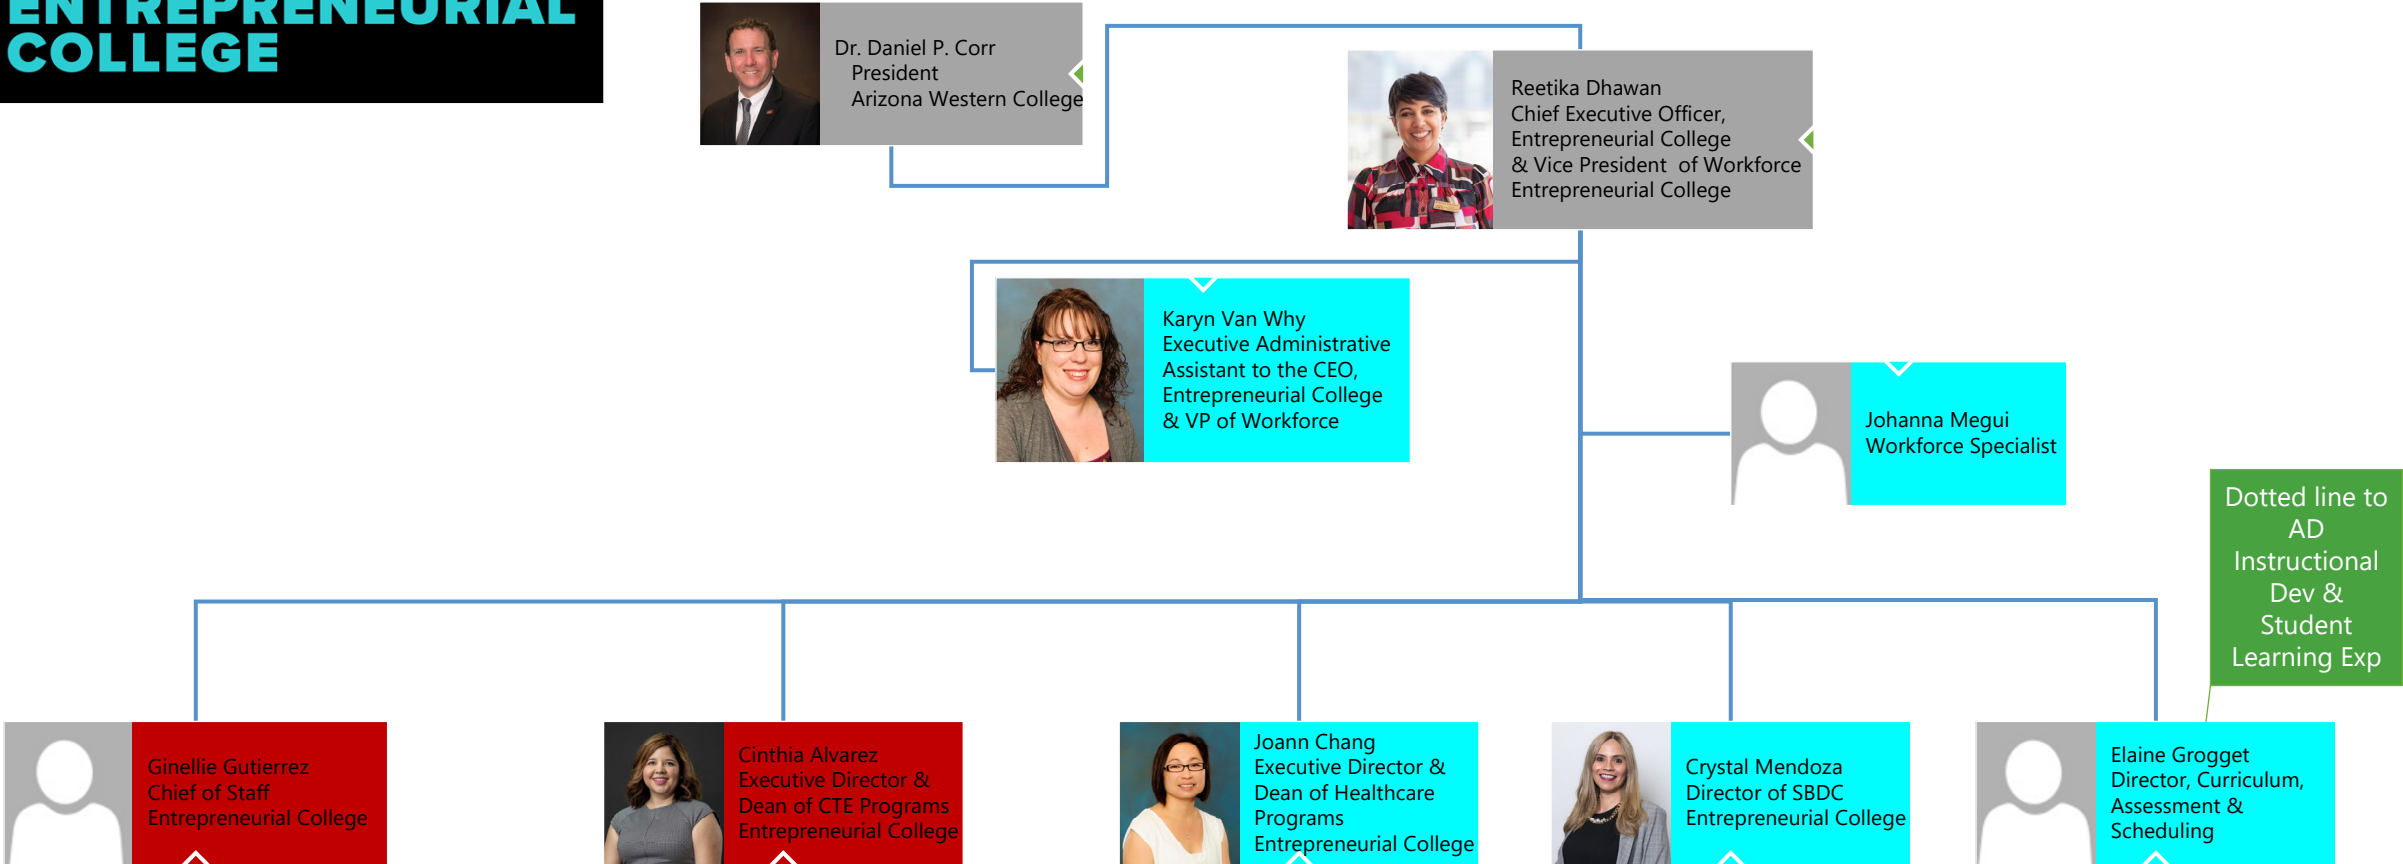 ENTREPRENEURIAL
COLLEGE
Dr. Daniel P. Corr
President
Arizona Western College
Reetika Dhawan
Chief Executive Officer,
Entrepreneurial College
& Vice President of Workforce
Entrepreneurial College
Karyn Van Why
Executive Administrative
Assistant to the CEO,
Entrepreneurial College
& VP of Workforce
Johanna Megui
Workforce Specialist
Dotted line to
AD
Instructional
Dev &
Student
Learning Exp
Ginellie Gutierrez
Chief of Staff
Entrepreneurial College
Cinthia Alvarez
Executive Director &
Dean of CTE Programs
Entrepreneurial College
Joann Chang
Executive Director &
Dean of Healthcare
Programs
Entrepreneurial College
Crystal Mendoza
Director of SBDC
Entrepreneurial College
Elaine Grogget
Director, Curriculum,
Assessment &
Scheduling